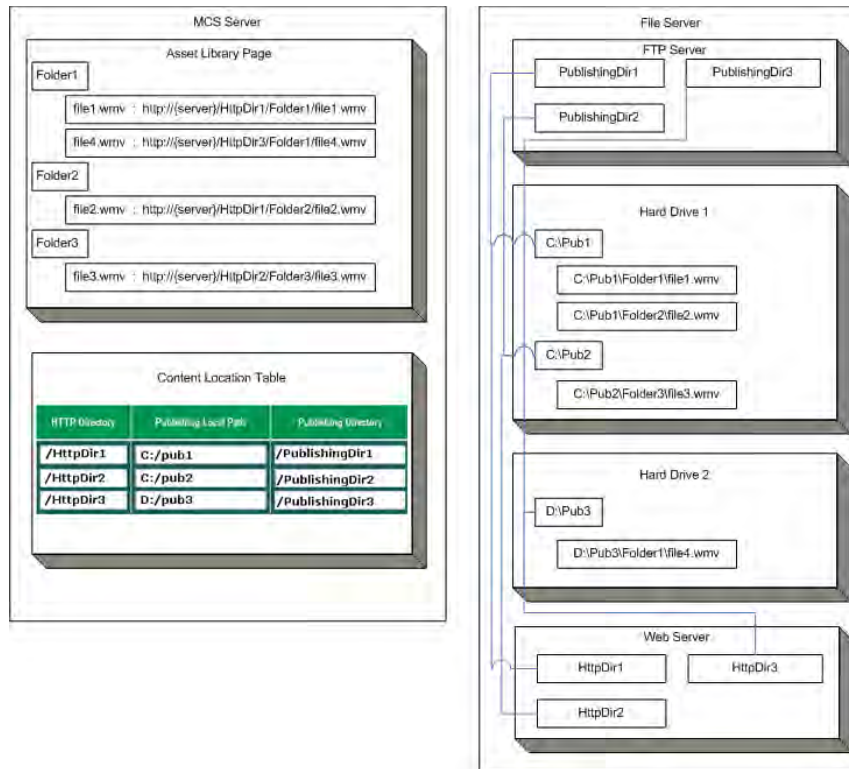 MCS Server
Asset Library Page
Folder1
file1.wmv : http://{server}/HttpDir1/Folder1/file1.wmv
file4.wmv : http://{server}/HttpDir3/Folder1/file4.wmv
Folder2
file2.wmv : http://{server}/HttpDir1/Folder2/file2.wmv
Folder3
file3.wmv : http://{server}/HttpDir2/Folder3/file3.wmv
Content Location Table
HTTP Directory Publishing Local Path Publishing Directory
/HttpDir1 C:/pub1 /PublishingDir1
/HttpDir2 C:/pub2 /PublishingDir2
/HttpDir3 D:/pub3 /PublishingDir3
File Server
FTP Server
PublishingDir1 PublishingDir3
PublishingDir2
Hard Drive 1
C:\Pub1
C:\Pub1\Folder1\file1.wmv
C:\Pub1\Folder2\file2.wmv
C:\Pub2
C:\Pub2\Folder3\file3.wmv
Hard Drive 2
D:\Pub3
D:\Pub3\Folder1\file4.wmv
Web Server
HttpDir1 HttpDir3
HttpDir2